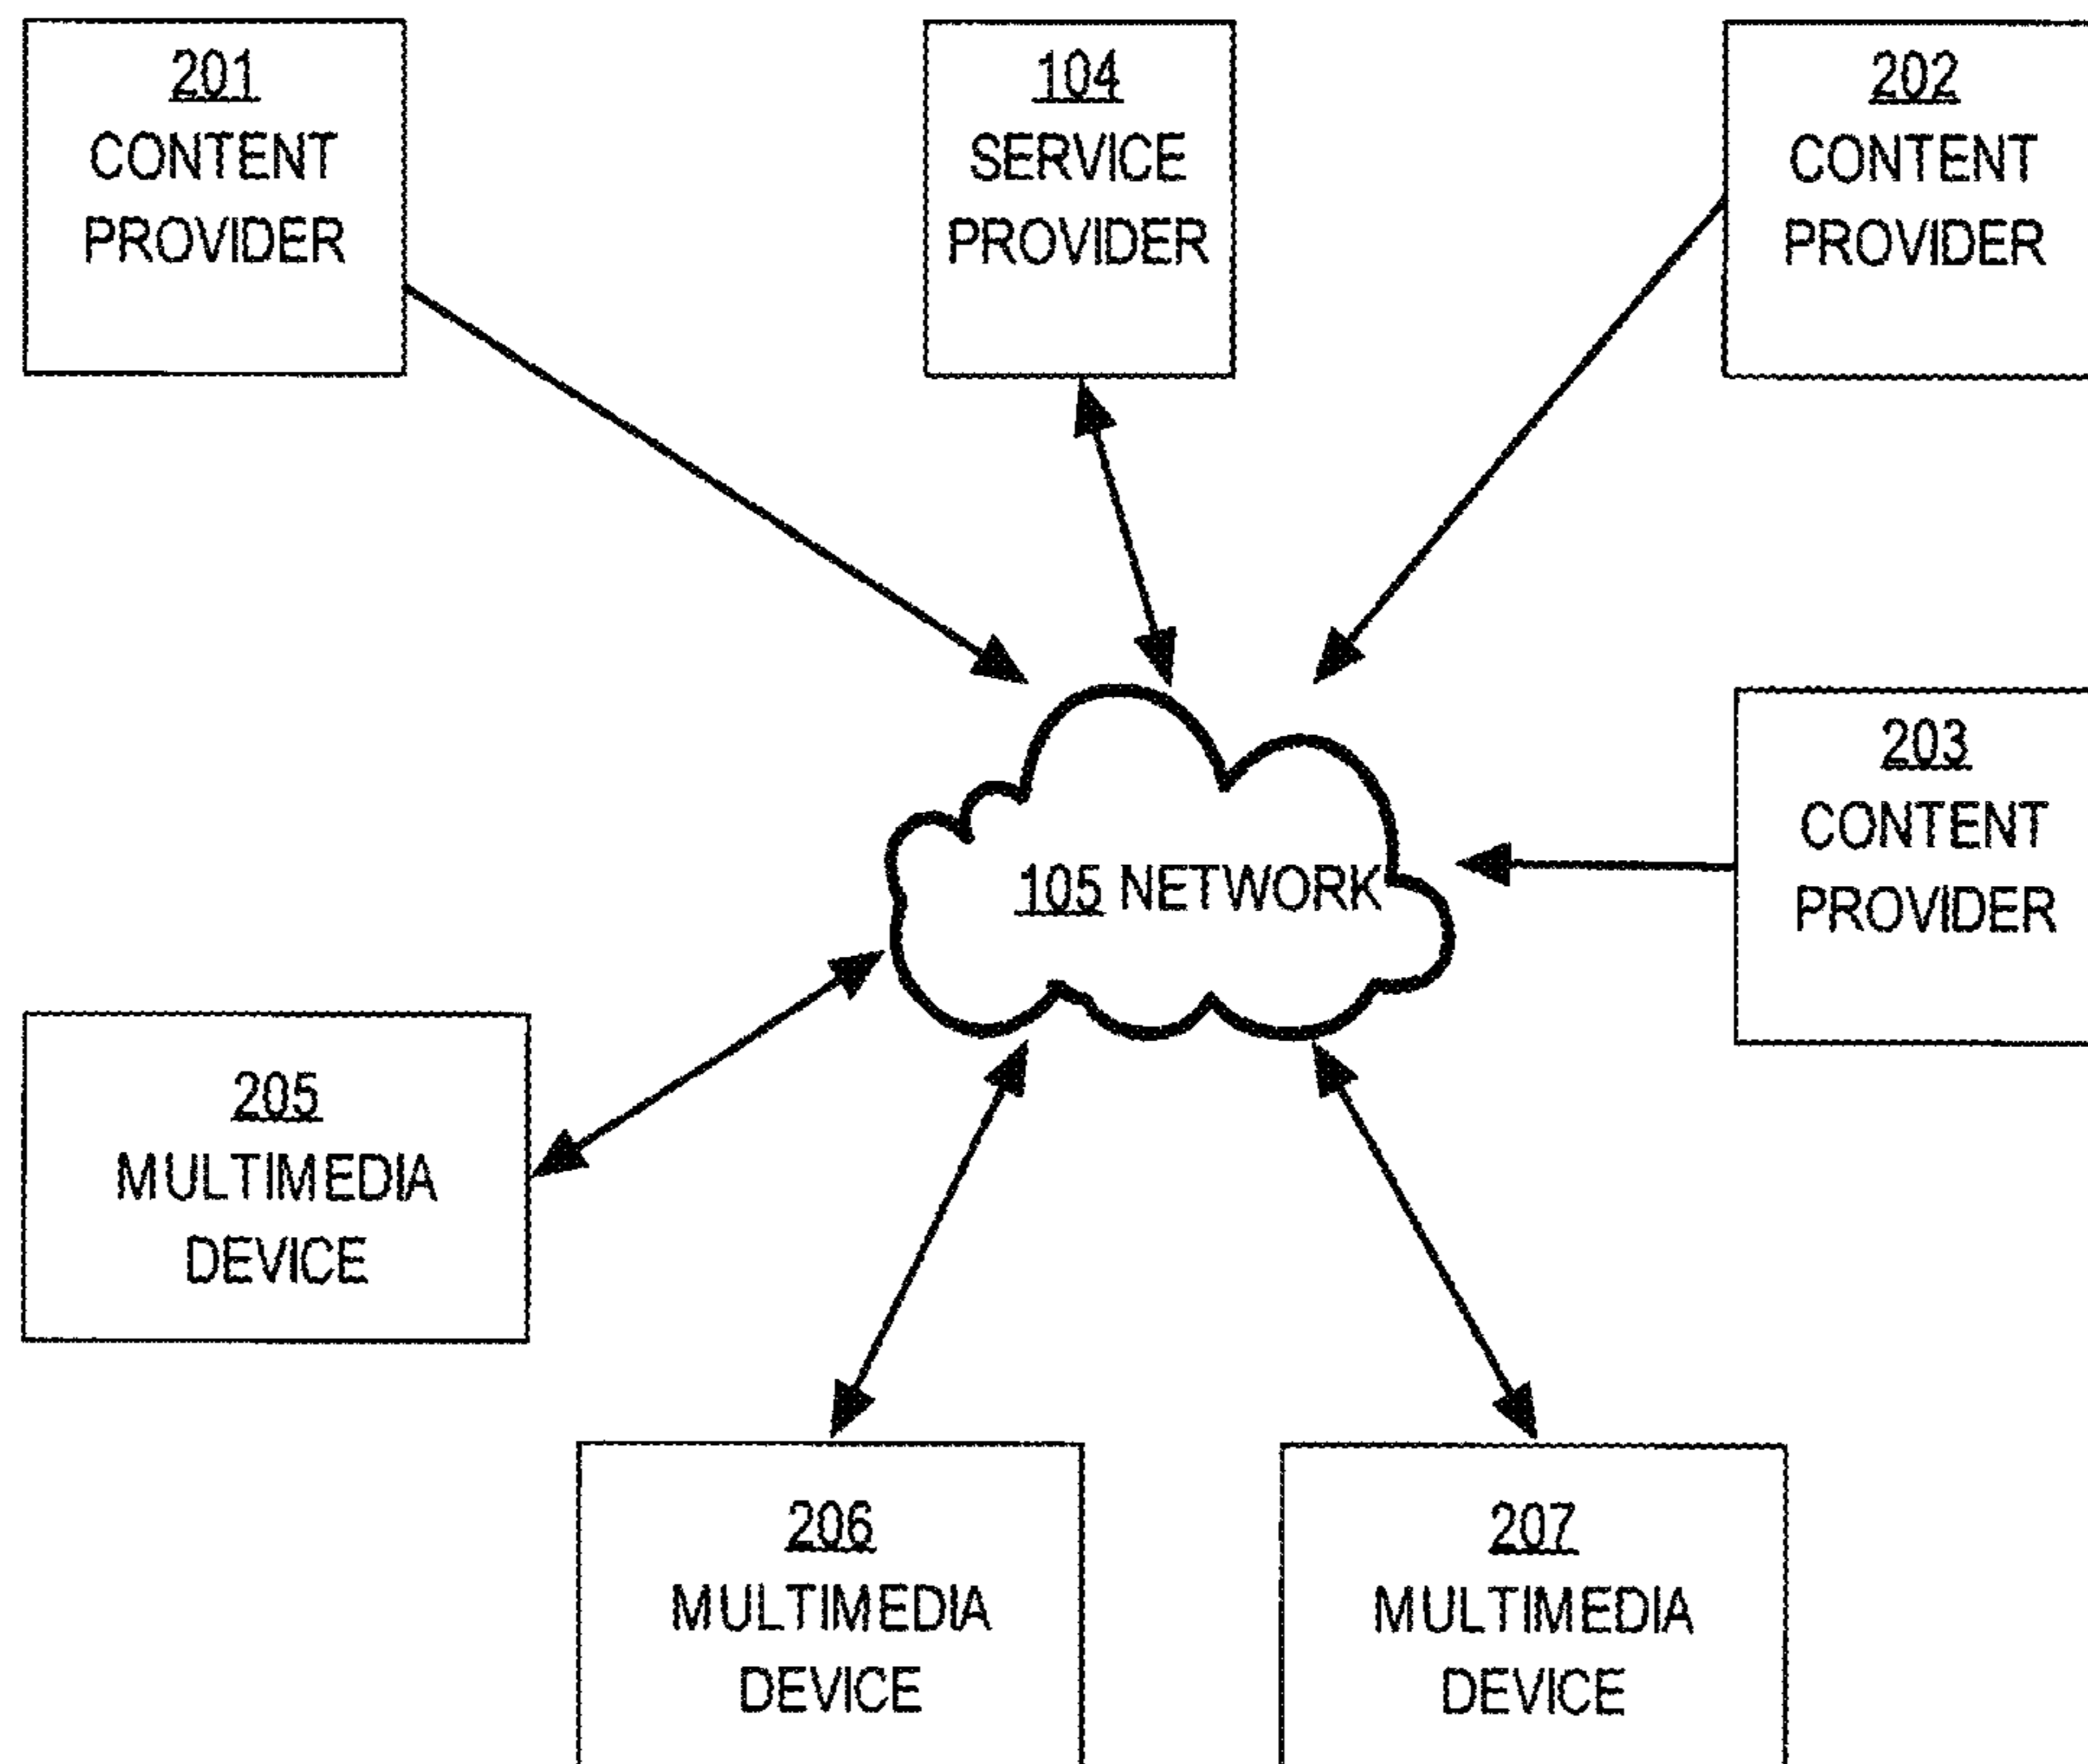 201
CONTENT
PROVIDER
104
SERVICE
PROVIDER
202
CONTENT
PROVIDER
203
CONTENT
PROVIDER
105 NETWORK
205
MULTIMEDIA
DEVICE
206
MULTIMEDIA
DEVICE
207
MULTIMEDIA
DEVICE